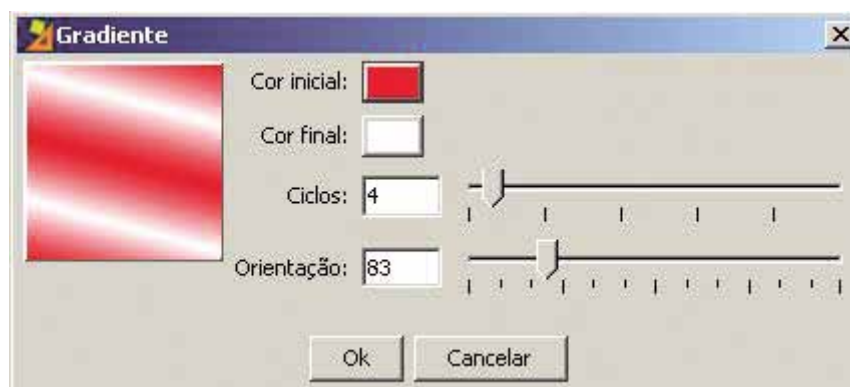 Gradiente
Cor inicial:
Cor final:
Ciclos: 4
Orientação: 83
Ok Cancelar